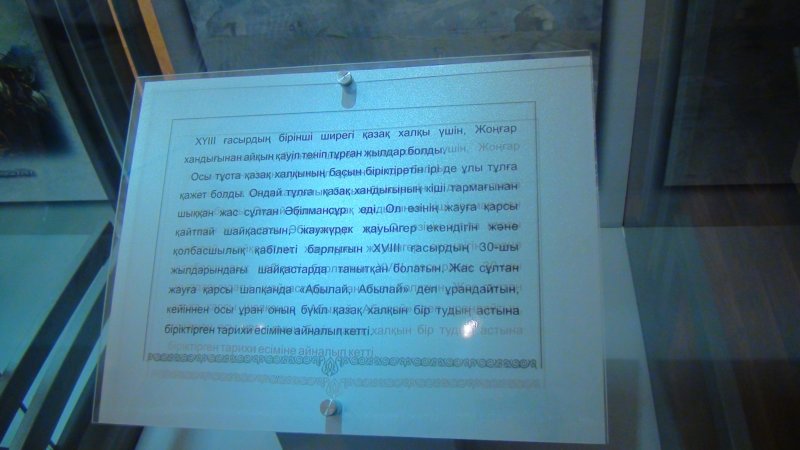 ХҮІІІ ғасырдың бірінші ширегі қазақ халқы үшін, Жоңғар
хандығынан айқын қауіп төніп тұрған жылдар болды.
Осы тұста қазақ халқының басын біріктіретін ірі де ұлы тұлға
қажет болды. Ондай тұлға қазақ хандығының кіші тармағынан
шыққан жас сұлтан Әбілмансұр еді. Ол өзінің жауға қарсы
қайтпай шайқасатын, жаужүрек жауынгер екендігін және
қолбасшылық қабілеті барлығын XVIII ғасырдың 30-шы
жылдарындағы шайқастарда танытқан болатын. Жас сұлтан
жауға қарсы шапқанда «Абылай, Абылай» деп ұрандайтын,
кейіннен осы ұран оның бүкіл қазақ халқын бір тудың астына
біріктірген тарихи есіміне айналып кетті.